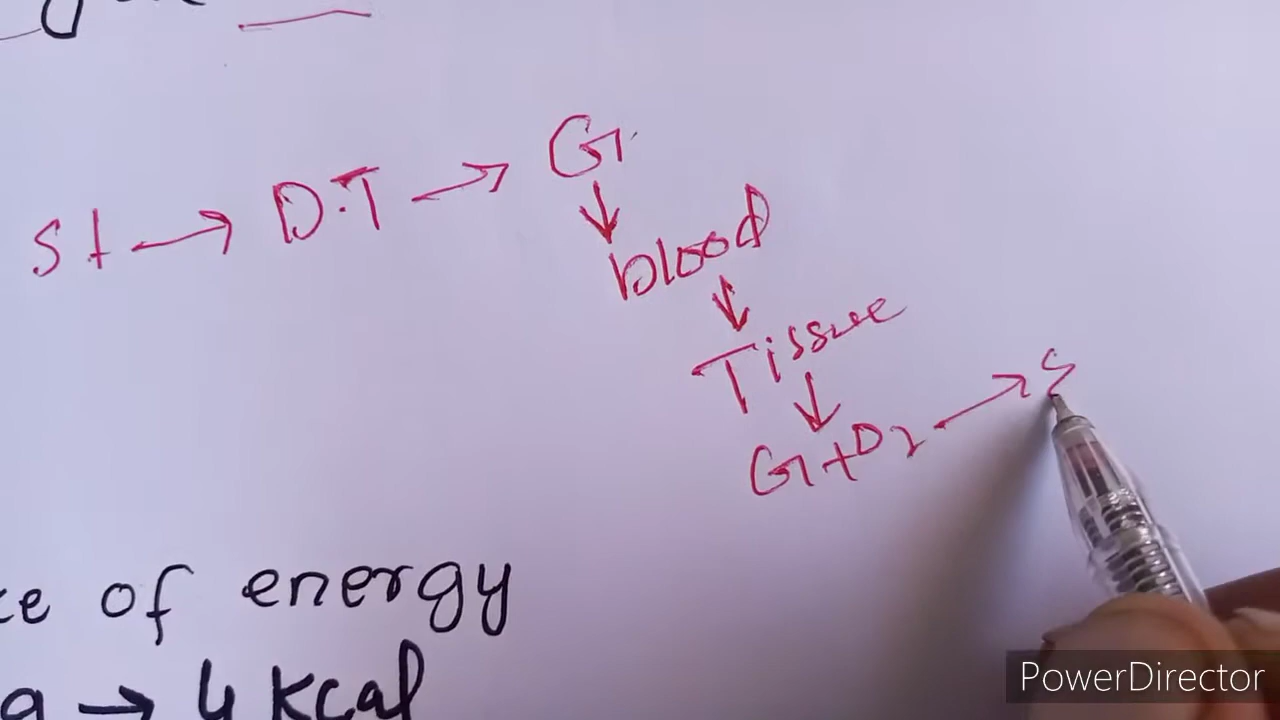 St → D.T → G
↓
blood
↓
Tissue
↓
G+O2 →
of energy
→ 4 kcal
PowerDirector